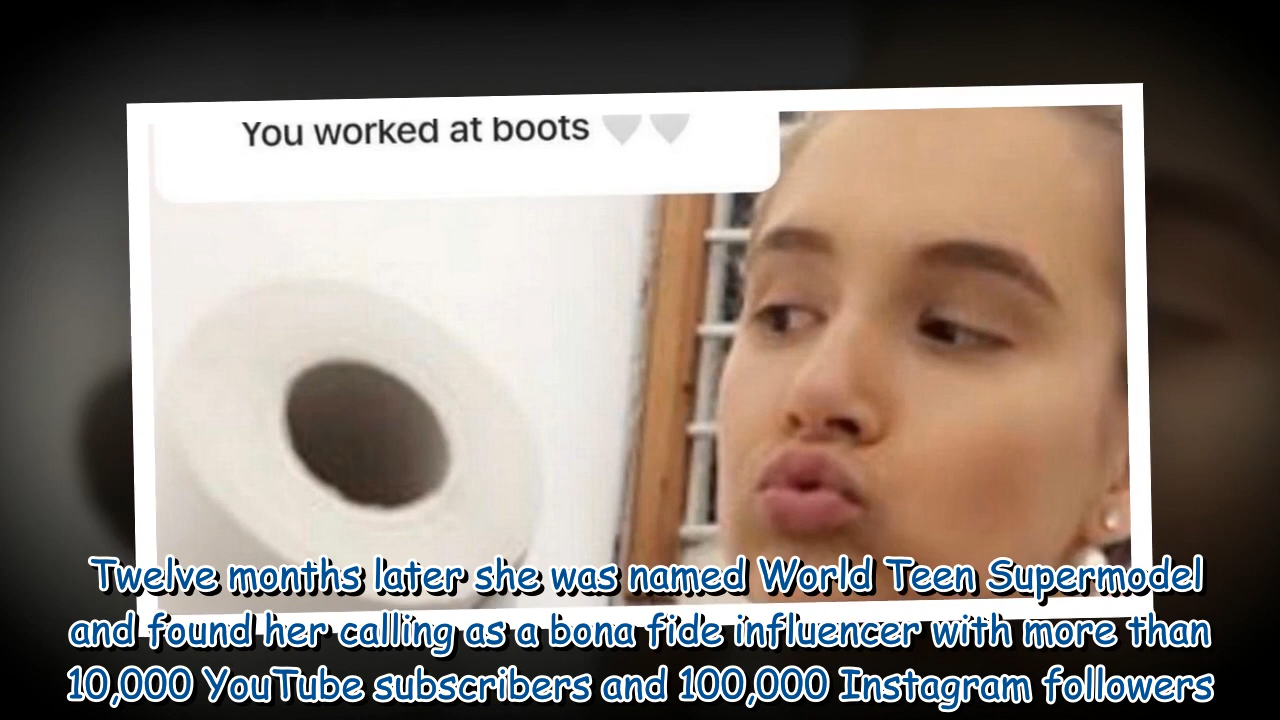 You worked at boots 🤍🤍
Twelve months later she was named World Teen Supermodel
and found her calling as a bona fide influencer with more than
10,000 YouTube subscribers and 100,000 Instagram followers